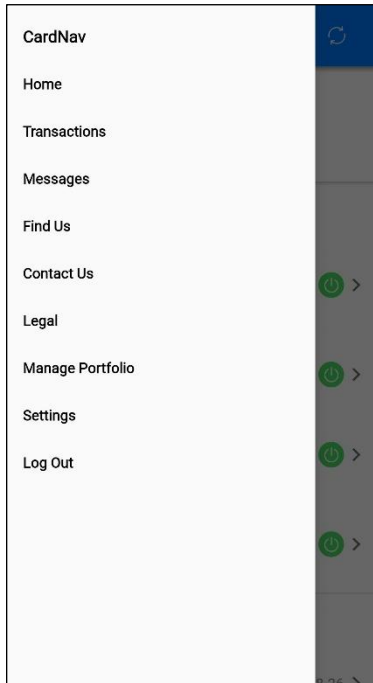 CardNav
Home
Transactions
Messages
Find Us
Contact Us
Legal
Manage Portfolio
Settings
Log Out